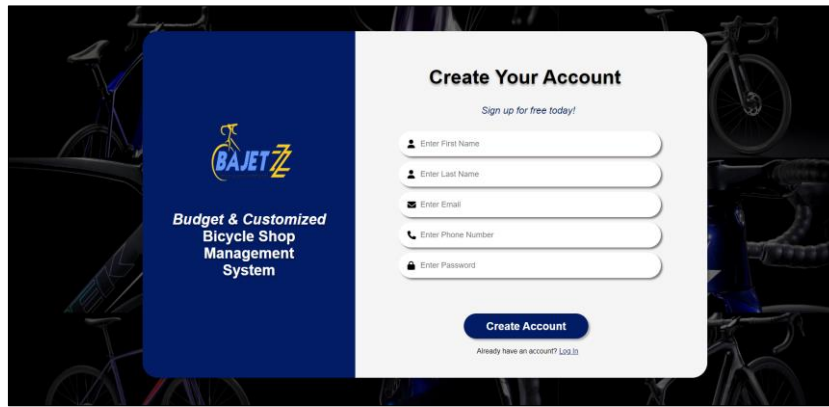 BAJETZZ
Budget & Customized
Bicycle Shop
Management
System
Create Your Account
Sign up for free today!
Enter First Name
Enter Last Name
Enter Email
Enter Phone Number
Enter Password
Create Account
Already have an account? Log In